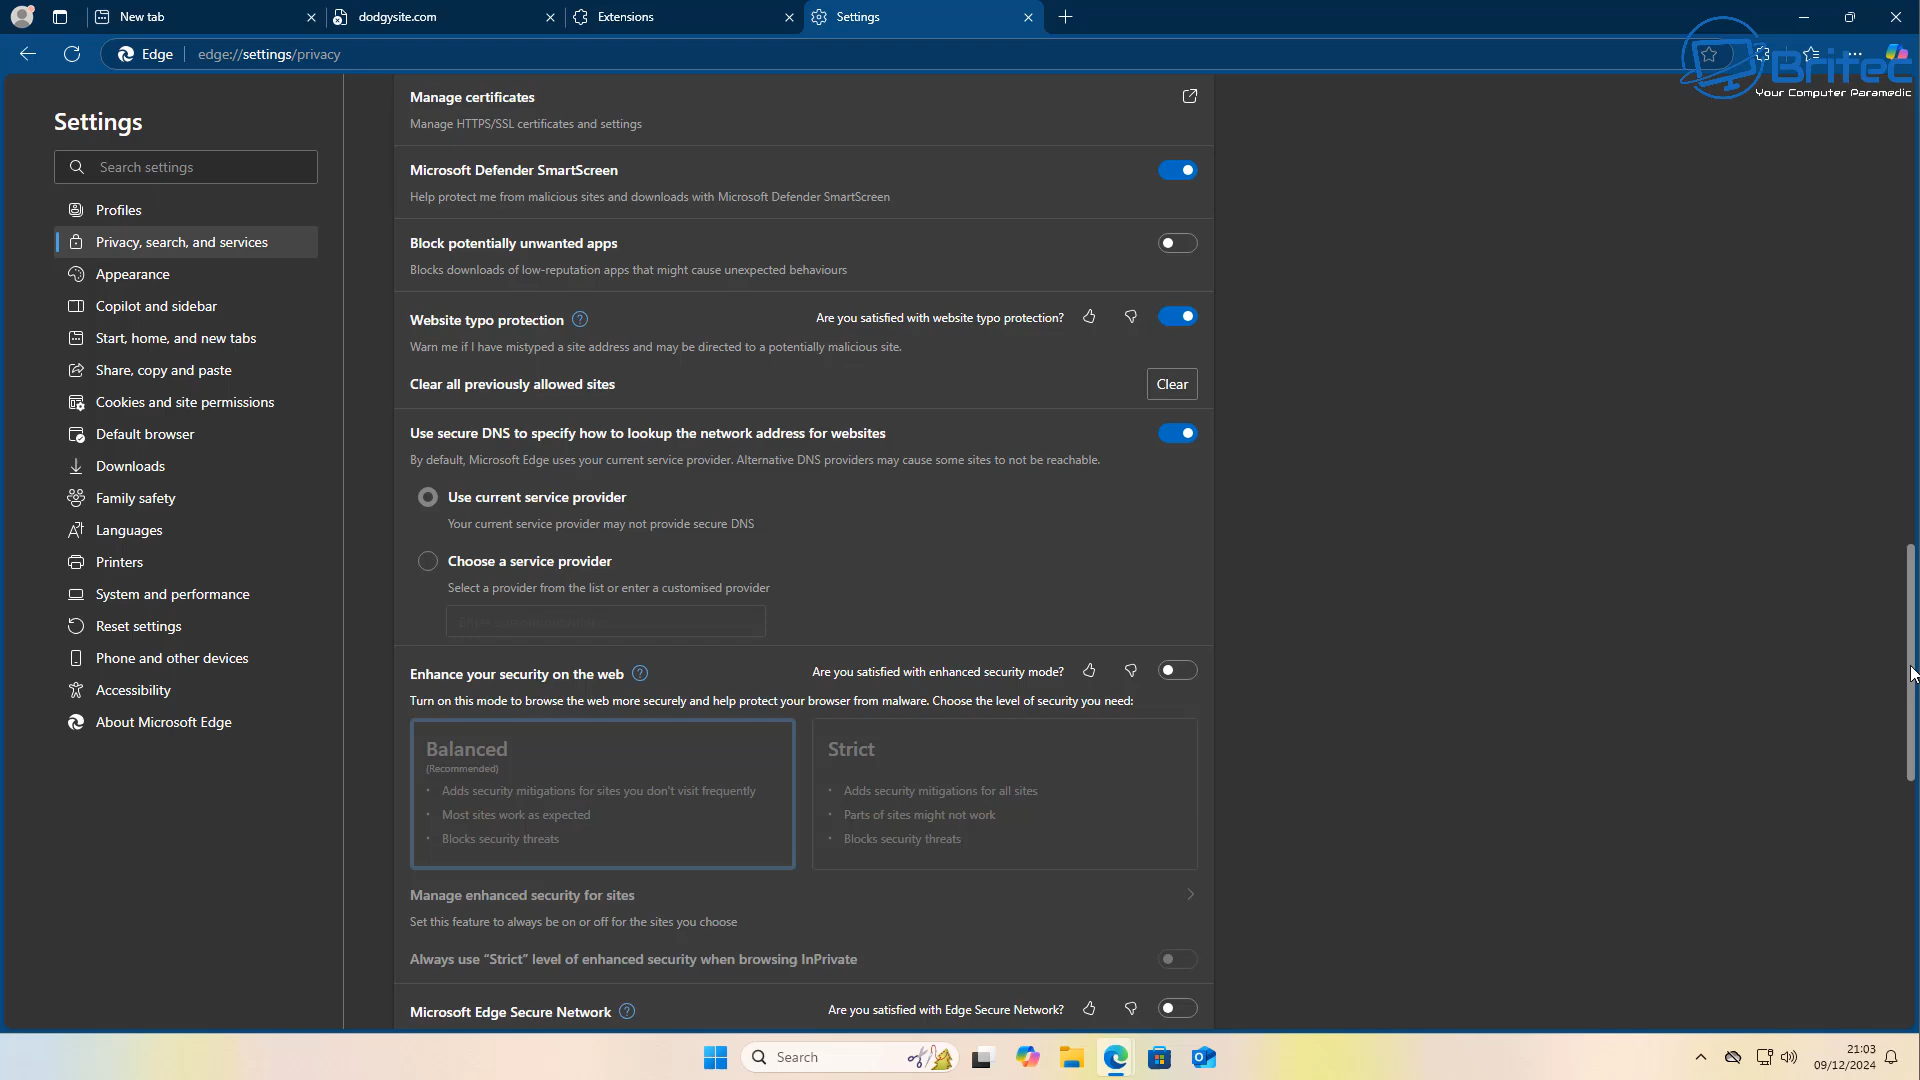 New tab
dodgysite.com
Extensions
Settings
Edge
edge://settings/privacy
Britec
Your Computer Paramedic
Settings
Search settings
Profiles
Privacy, search, and services
Appearance
Copilot and sidebar
Start, home, and new tabs
Share, copy and paste
Cookies and site permissions
Default browser
Downloads
Family safety
Languages
Printers
System and performance
Reset settings
Phone and other devices
Accessibility
About Microsoft Edge
Manage certificates
Manage HTTPS/SSL certificates and settings
Microsoft Defender SmartScreen
Help protect me from malicious sites and downloads with Microsoft Defender SmartScreen
Block potentially unwanted apps
Blocks downloads of low-reputation apps that might cause unexpected behaviours
Website typo protection
Are you satisfied with website typo protection?
Warn me if I have mistyped a site address and may be directed to a potentially malicious site.
Clear all previously allowed sites
Clear
Use secure DNS to specify how to lookup the network address for websites
By default, Microsoft Edge uses your current service provider. Alternative DNS providers may cause some sites to not be reachable.
Use current service provider
Your current service provider may not provide secure DNS
Choose a service provider
Select a provider from the list or enter a customised provider
Enhance your security on the web
Are you satisfied with enhanced security mode?
Turn on this mode to browse the web more securely and help protect your browser from malware. Choose the level of security you need:
Balanced
(Recommended)
• Adds security mitigations for sites you don't visit frequently
• Most sites work as expected
• Blocks security threats
Strict
• Adds security mitigations for all sites
• Parts of sites might not work
• Blocks security threats
Manage enhanced security for sites
Set this feature to always be on or off for the sites you choose
Always use "Strict" level of enhanced security when browsing InPrivate
Microsoft Edge Secure Network
Are you satisfied with Edge Secure Network?
Search
21:03
09/12/2024